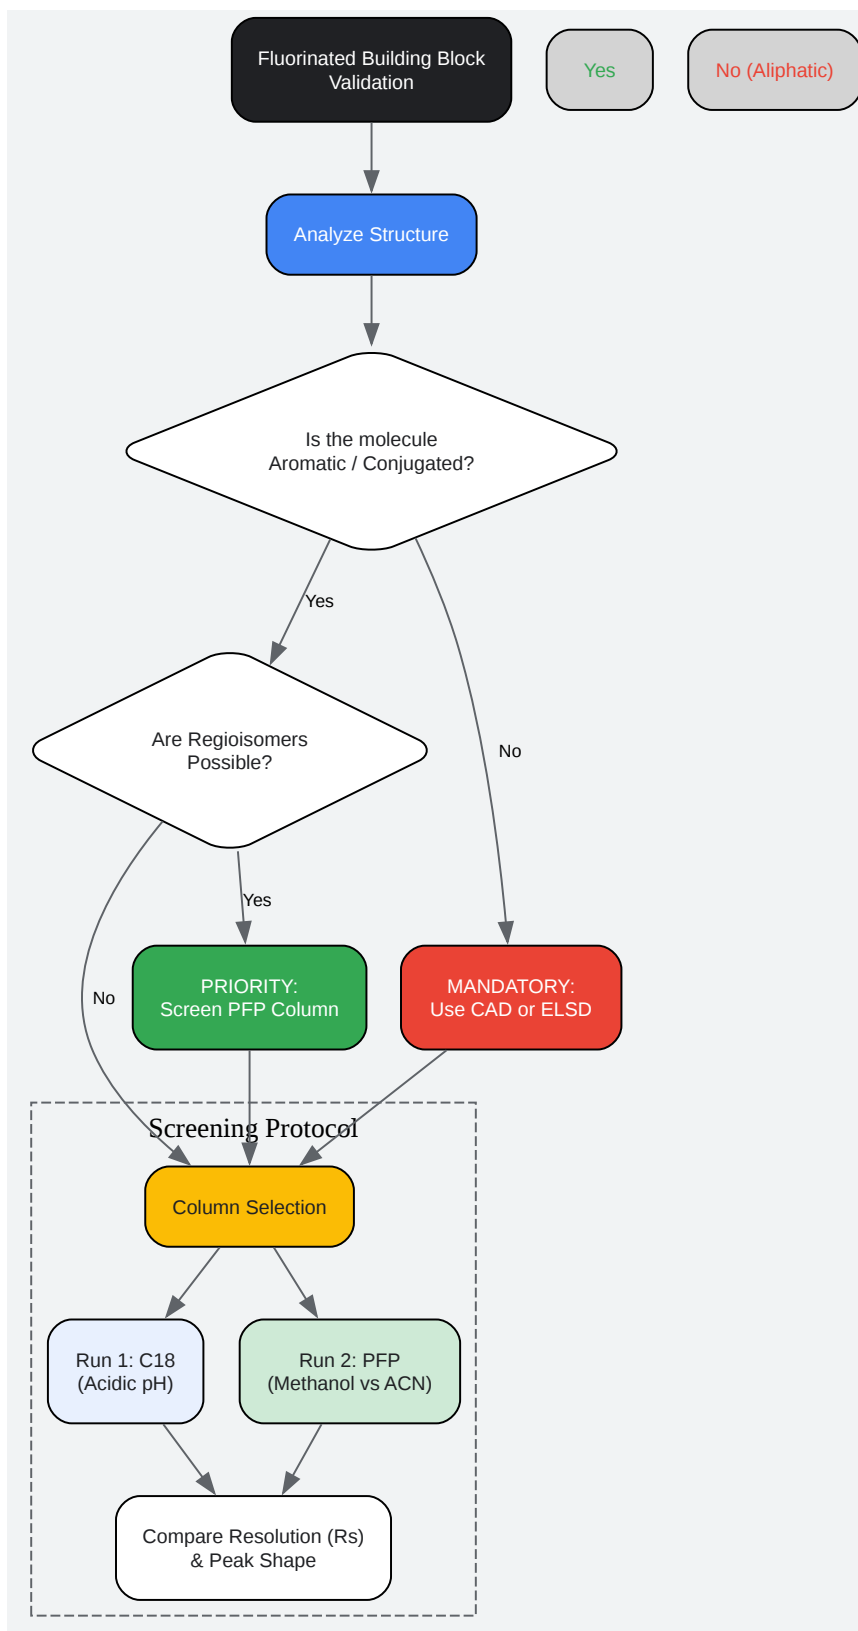 Fluorinated Building Block
Validation
Yes
No (Aliphatic)
Analyze Structure
Is the molecule
Aromatic / Conjugated?
Yes
Are Regioisomers
Possible?
No
Yes
PRIORITY:
Screen PFP Column
MANDATORY:
Use CAD or ELSD
No
Screening Protocol
Column Selection
Run 1: C18
(Acidic pH)
Run 2: PFP
(Methanol vs ACN)
Compare Resolution (Rs)
& Peak Shape